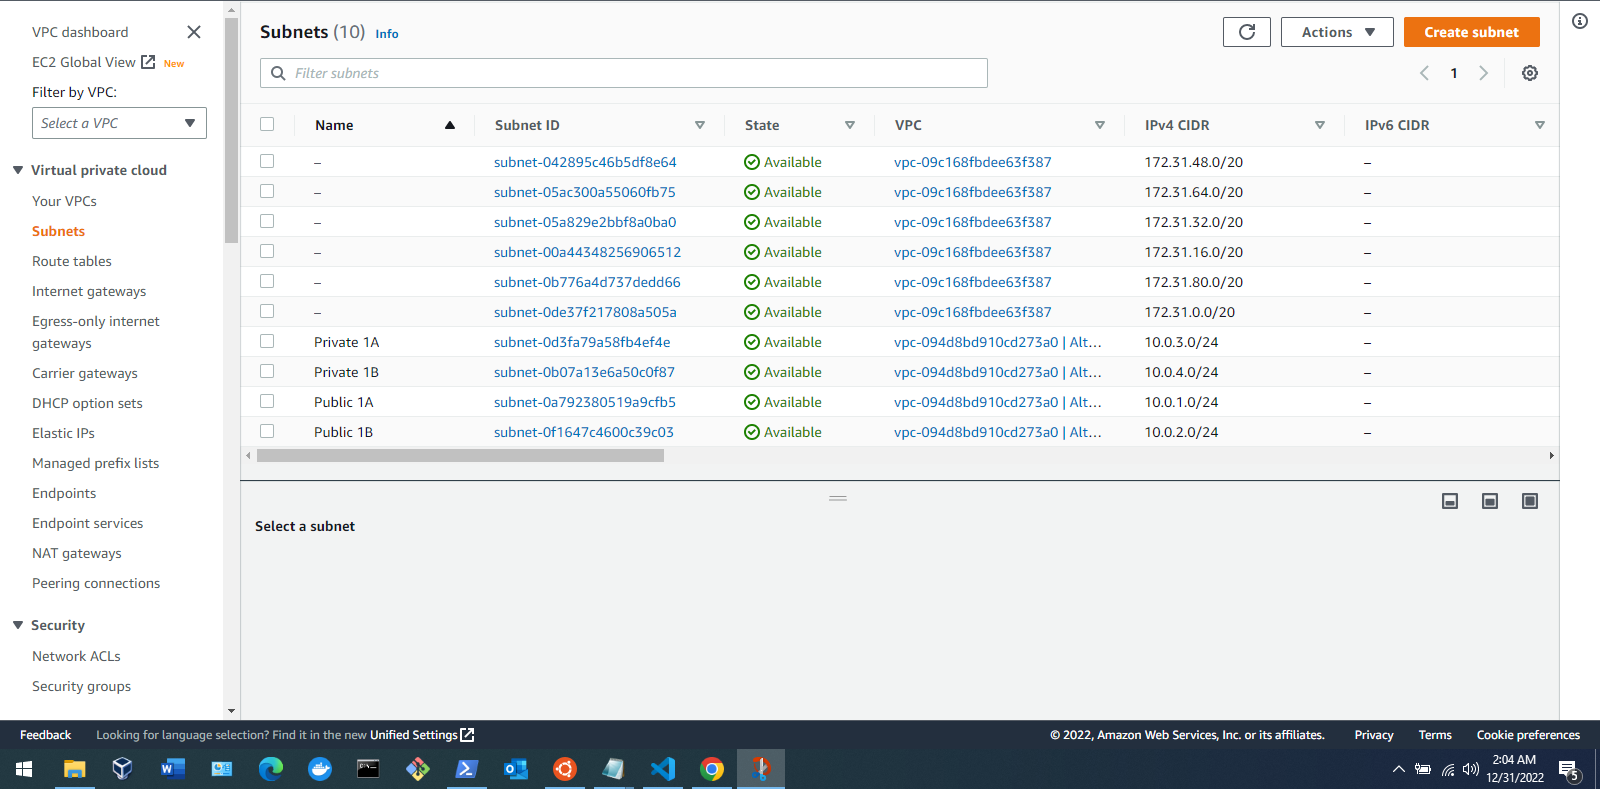 VPC dashboard
EC2 Global View New
Filter by VPC:
Select a VPC
Virtual private cloud
Your VPCs
Subnets
Route tables
Internet gateways
Egress-only internet
gateways
Carrier gateways
DHCP option sets
Elastic IPs
Managed prefix lists
Endpoints
Endpoint services
NAT gateways
Peering connections
Security
Network ACLs
Security groups
Subnets (10) Info
Actions
Create subnet
Filter subnets
1
Name Subnet ID State VPC IPv4 CIDR IPv6 CIDR
– subnet-042895c46b5df8e64 Available vpc-09c168fbdee63f387 172.31.48.0/20 –
– subnet-05ac300a55060fb75 Available vpc-09c168fbdee63f387 172.31.64.0/20 –
– subnet-05a829e2bbf8a0ba0 Available vpc-09c168fbdee63f387 172.31.32.0/20 –
– subnet-00a44348256906512 Available vpc-09c168fbdee63f387 172.31.16.0/20 –
– subnet-0b776a4d737dedd66 Available vpc-09c168fbdee63f387 172.31.80.0/20 –
– subnet-0de37f217808a505a Available vpc-09c168fbdee63f387 172.31.0.0/20 –
Private 1A subnet-0d3fa79a58fb4ef4e Available vpc-094d8bd910cd273a0 | Alt... 10.0.3.0/24 –
Private 1B subnet-0b07a13e6a50c0f87 Available vpc-094d8bd910cd273a0 | Alt... 10.0.4.0/24 –
Public 1A subnet-0a792380519a9cfb5 Available vpc-094d8bd910cd273a0 | Alt... 10.0.1.0/24 –
Public 1B subnet-0f1647c4600c39c03 Available vpc-094d8bd910cd273a0 | Alt... 10.0.2.0/24 –
Select a subnet
Feedback Looking for language selection? Find it in the new Unified Settings © 2022, Amazon Web Services, Inc. or its affiliates. Privacy Terms Cookie preferences
2:04 AM
12/31/2022
5